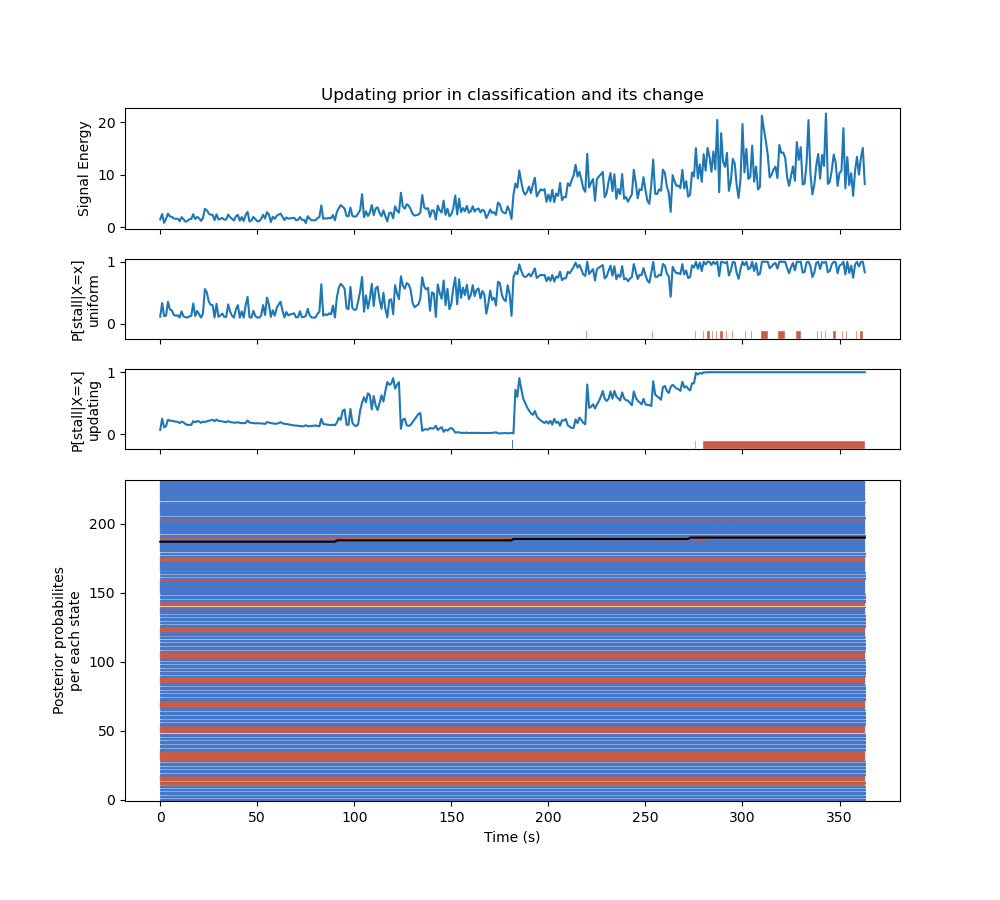 Updating prior in classification and its change
Signal Energy
20
10
0
P[stall|X=x]
uniform
1
0
P[stall|X=x]
updating
1
0
Posterior probabilites
per each state
200
150
100
50
0
0 50 100 150 200 250 300 350
Time (s)